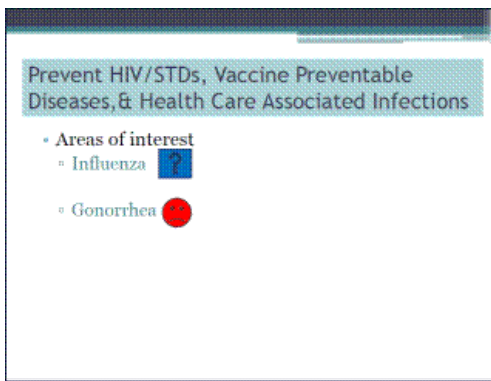 Prevent HIV/STDs, Vaccine Preventable
Diseases,& Health Care Associated Infections
• Areas of interest
▫ Influenza ?
▫ Gonorrhea